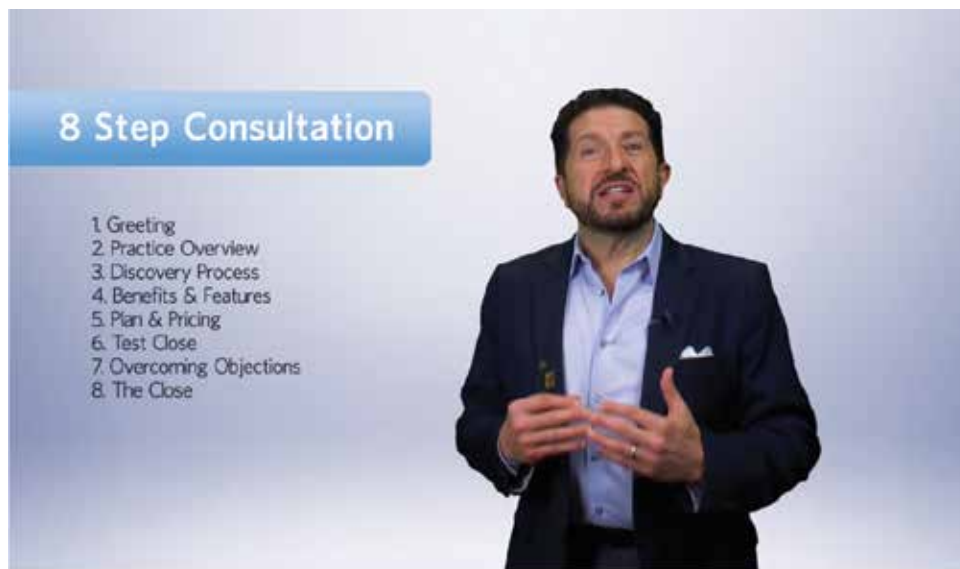 8 Step Consultation
1. Greeting
2. Practice Overview
3. Discovery Process
4. Benefits & Features
5. Plan & Pricing
6. Test Close
7. Overcoming Objections
8. The Close